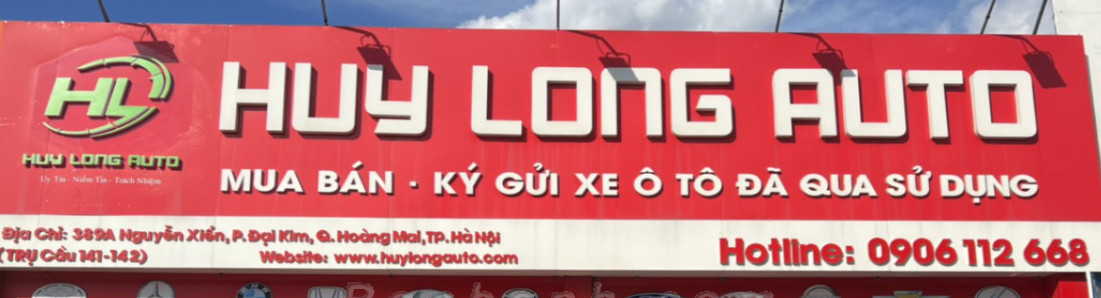 HL
HUY LONG AUTO
Uy Tín - Niềm Tin - Trách Nhiệm
HUY LONG AUTO
MUA BÁN · KÝ GỬI XE Ô TÔ ĐÃ QUA SỬ DỤNG
Địa Chỉ: 389A Nguyễn Xiển, P. Đại Kim, Q. Hoàng Mai, TP. Hà Nội
(TRỤ Cầu 141-142)
Website: www.huylongauto.com
Hotline: 0906 112 668